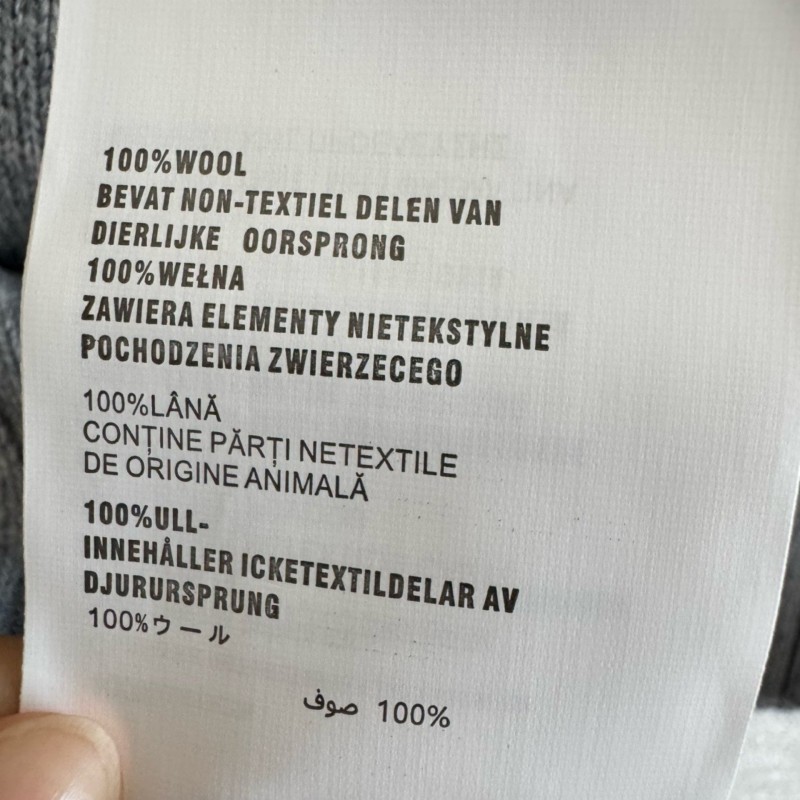 100%WOOL
BEVAT NON-TEXTIEL DELEN VAN
DIERLIJKE OORSPRONG
100%WEŁNA
ZAWIERA ELEMENTY NIETEKSTYLNE
POCHODZENIA ZWIERZECEGO
100%LÂNĂ
CONȚINE PĂRȚI NETEXTILE
DE ORIGINE ANIMALĂ
100%ULL-
INNEHÅLLER ICKETEXTILDELAR AV
DJURURSPRUNG
100%ウール
100% صوف